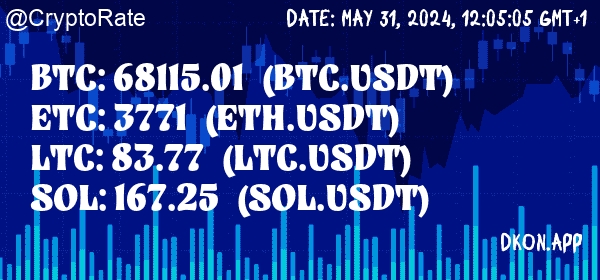 @CryptoRate
DATE: MAY 31, 2024, 12:05:05 GMT+1
BTC: 68115.01 (BTC.USDT)
ETC: 3771 (ETH.USDT)
LTC: 83.77 (LTC.USDT)
SOL: 167.25 (SOL.USDT)
DKON.APP